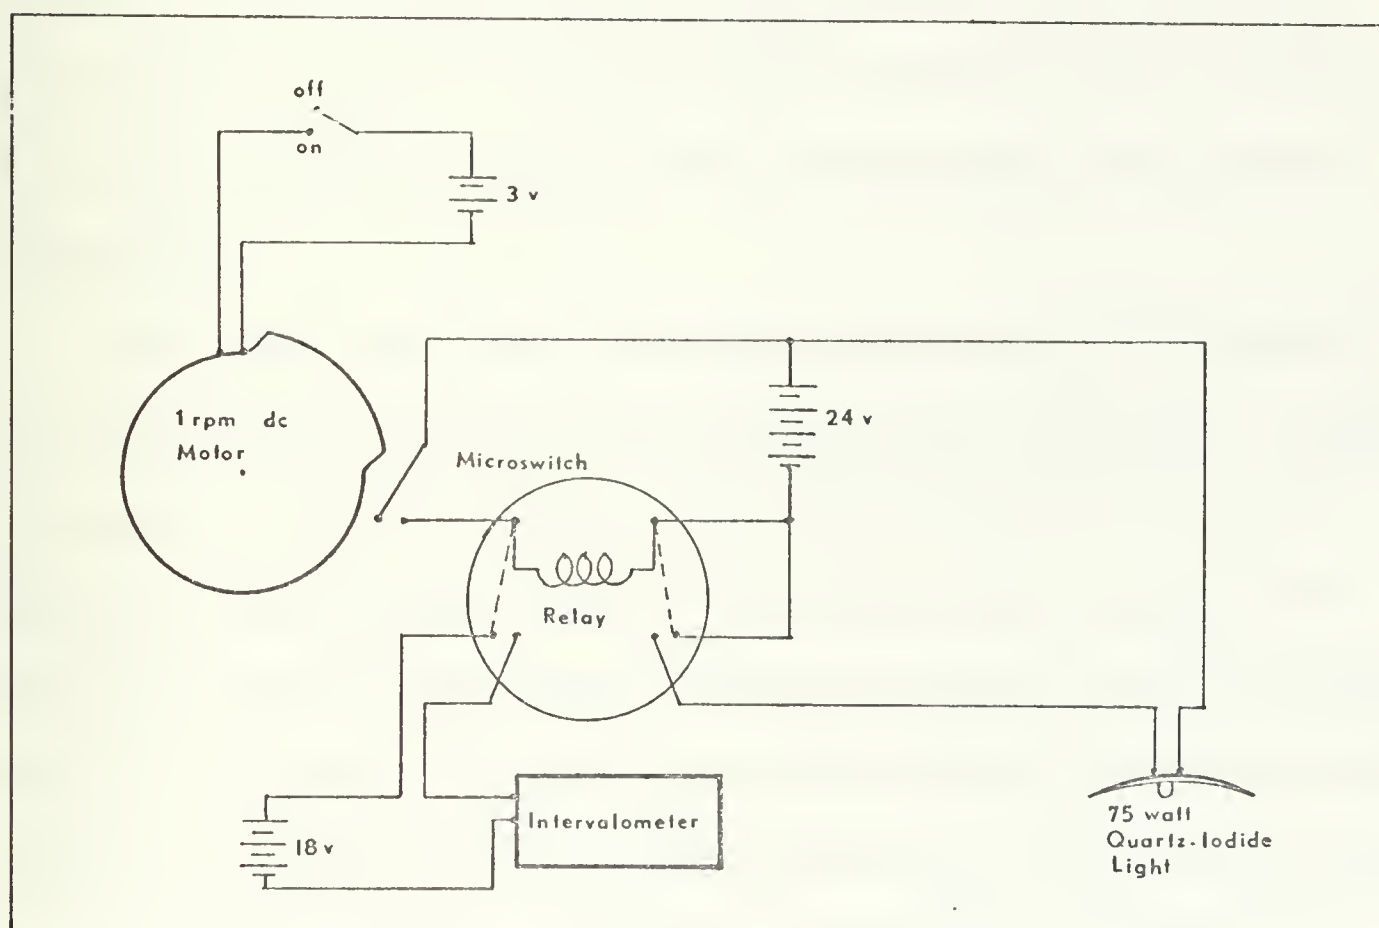 off
on
3 v
1 rpm dc
Motor
24 v
Microswitch
Relay
18 v
Intervalometer
75 watt
Quartz-Iodide
Light